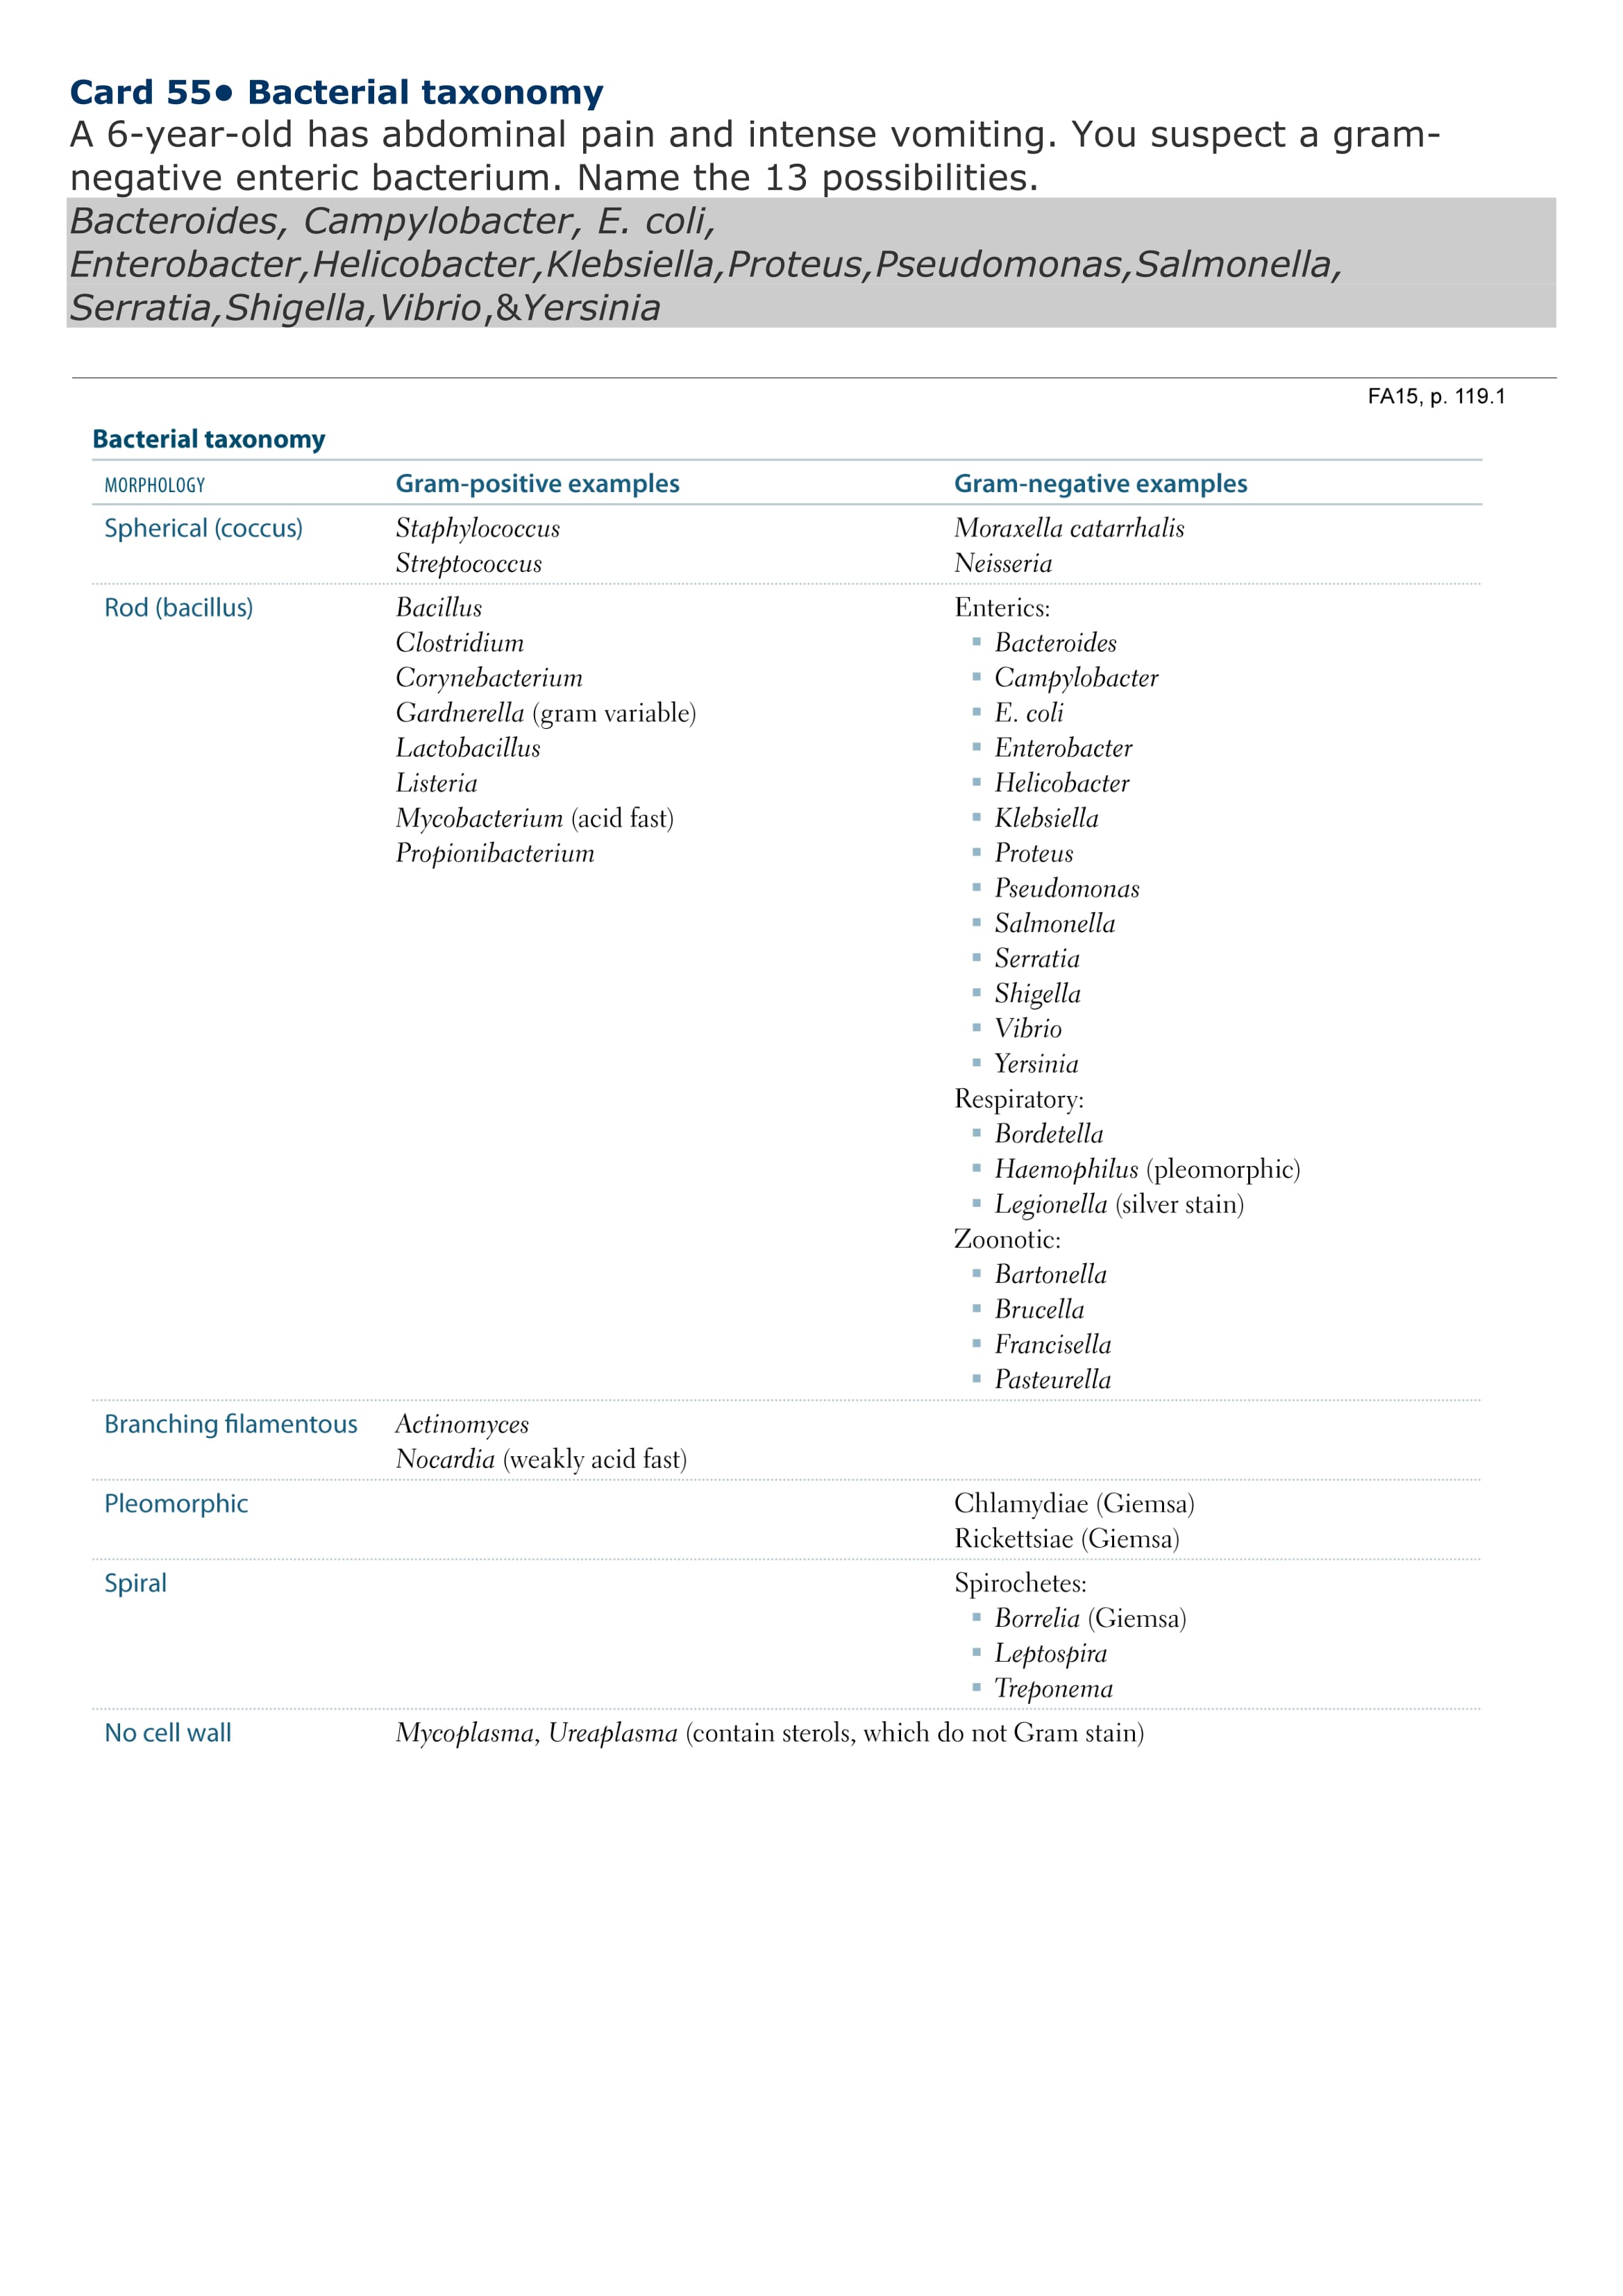 Card 55● Bacterial taxonomy
A 6-year-old has abdominal pain and intense vomiting. You suspect a gram-
negative enteric bacterium. Name the 13 possibilities.
Bacteroides, Campylobacter, E. coli,
Enterobacter,Helicobacter,Klebsiella,Proteus,Pseudomonas,Salmonella,
Serratia,Shigella,Vibrio,&Yersinia
FA15, p. 119.1
Bacterial taxonomy
MORPHOLOGY Gram-positive examples Gram-negative examples
Spherical (coccus) Staphylococcus Moraxella catarrhalis
Streptococcus Neisseria
Rod (bacillus) Bacillus Enterics:
Clostridium ▪ Bacteroides
Corynebacterium ▪ Campylobacter
Gardnerella (gram variable) ▪ E. coli
Lactobacillus ▪ Enterobacter
Listeria ▪ Helicobacter
Mycobacterium (acid fast) ▪ Klebsiella
Propionibacterium ▪ Proteus
▪ Pseudomonas
▪ Salmonella
▪ Serratia
▪ Shigella
▪ Vibrio
▪ Yersinia
Respiratory:
▪ Bordetella
▪ Haemophilus (pleomorphic)
▪ Legionella (silver stain)
Zoonotic:
▪ Bartonella
▪ Brucella
▪ Francisella
▪ Pasteurella
Branching filamentous Actinomyces
Nocardia (weakly acid fast)
Pleomorphic Chlamydiae (Giemsa)
Rickettsiae (Giemsa)
Spiral Spirochetes:
▪ Borrelia (Giemsa)
▪ Leptospira
▪ Treponema
No cell wall Mycoplasma, Ureaplasma (contain sterols, which do not Gram stain)